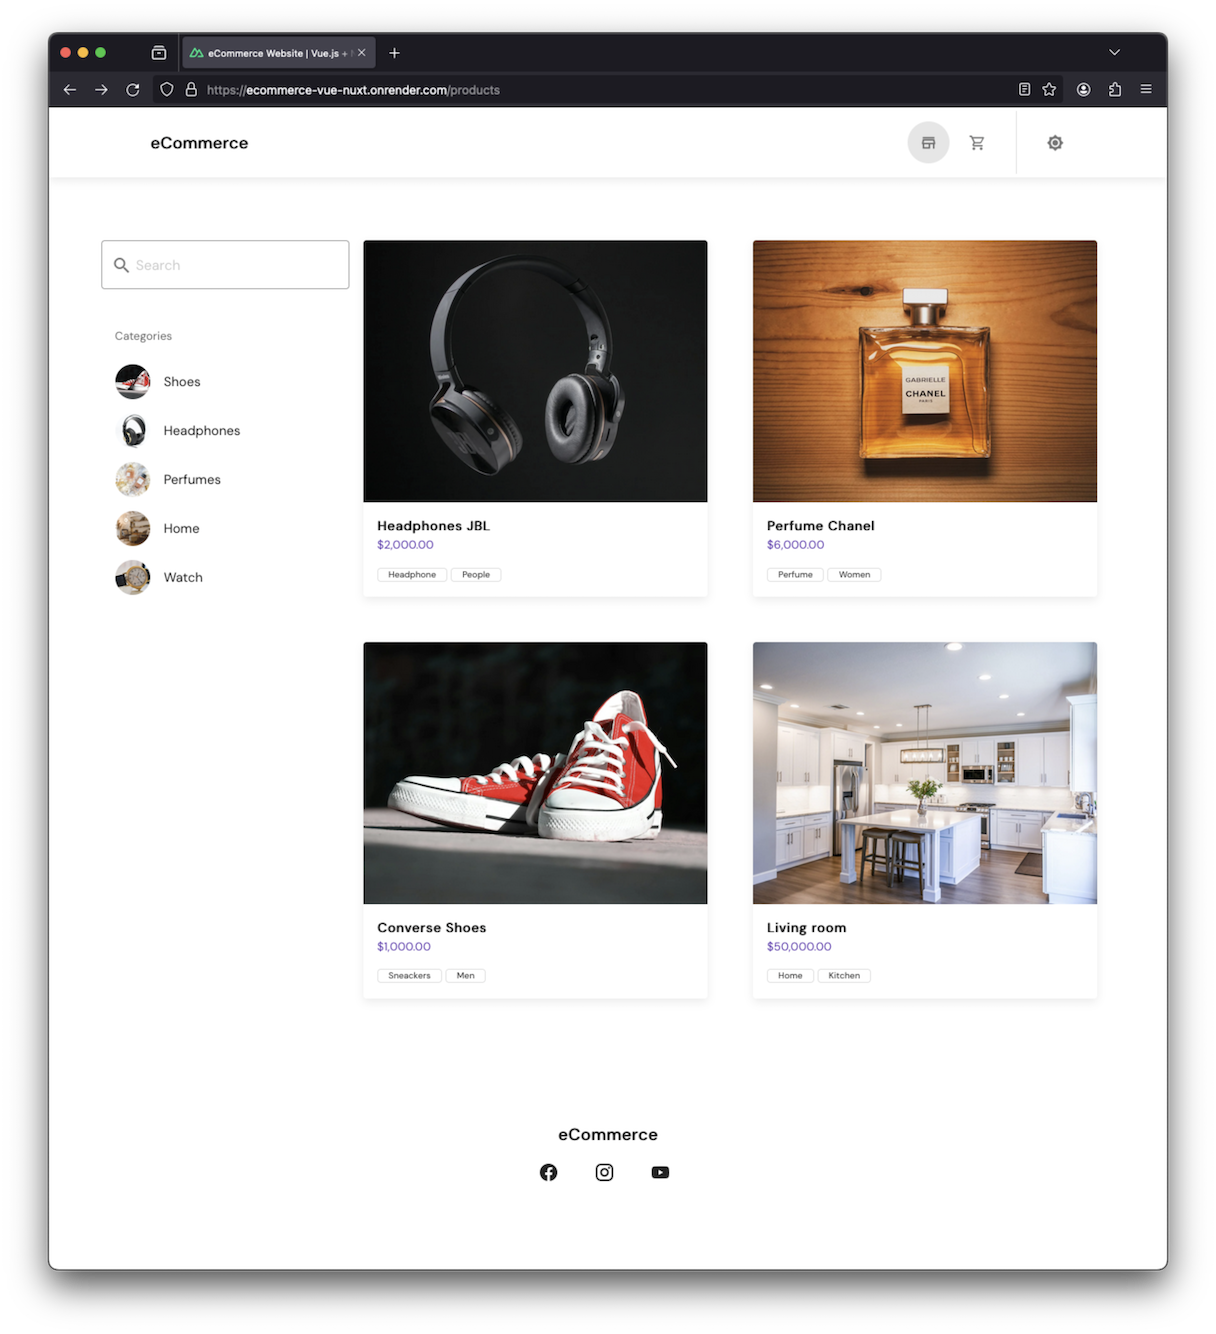 eCommerce Website | Vue.js +
https://ecommerce-vue-nuxt.onrender.com/products
eCommerce
Search
Categories
Shoes
Headphones
Perfumes
Home
Watch
GABRIELLE
CHANEL
PARIS
Headphones JBL
$2,000.00
Headphone People
Perfume Chanel
$6,000.00
Perfume Women
Converse Shoes
$1,000.00
Sneackers Men
Living room
$50,000.00
Home Kitchen
eCommerce